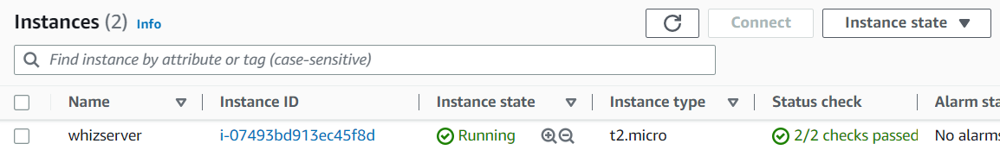 Instances (2) Info Connect Instance state
Find instance by attribute or tag (case-sensitive)
Name Instance ID Instance state Instance type Status check Alarm sta
whizserver i-07493bd913ec45f8d Running t2.micro 2/2 checks passed No alarms